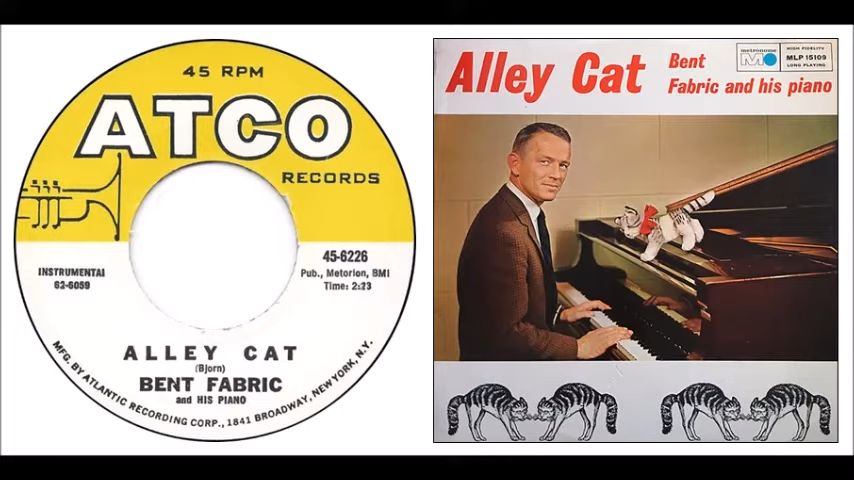 45 RPM
ATCO
RECORDS
INSTRUMENTAL
62-6059
45-6226
Pub., Metorion, BMI
Time: 2:23
ALLEY CAT
(Bjorn)
BENT FABRIC
and HIS PIANO
MFG. BY ATLANTIC RECORDING CORP., 1841 BROADWAY, NEW YORK, N.Y.
Alley Cat
Bent
Fabric and his piano
metronome
M
HIGH FIDELITY
MLP 15109
LONG PLAYING